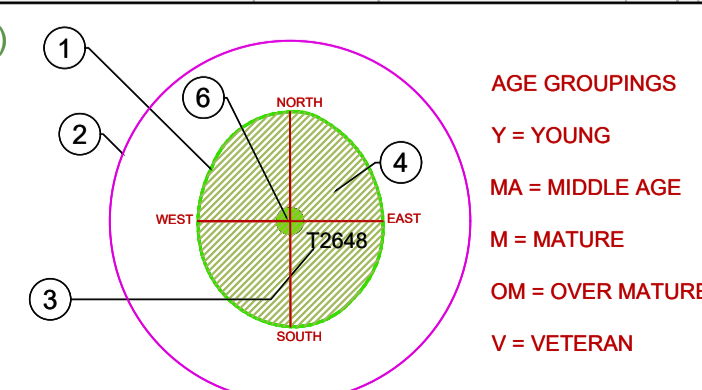 1
6
NORTH
2
4
WEST
EAST
T2648
3
SOUTH
AGE GROUPINGS
Y = YOUNG
MA = MIDDLE AGE
M = MATURE
OM = OVER MATURE
V = VETERAN